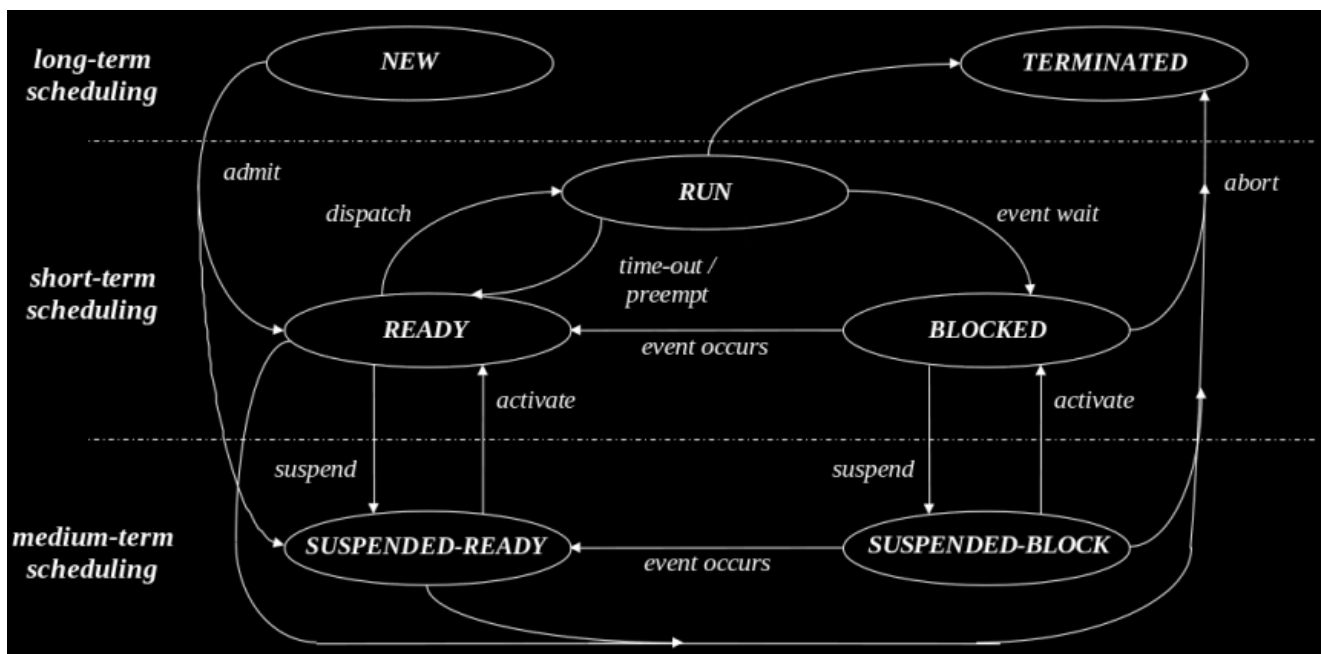 long-term
scheduling
NEW
TERMINATED
admit
abort
RUN
dispatch
event wait
short-term
scheduling
time-out /
preempt
READY
BLOCKED
event occurs
activate
activate
suspend
suspend
medium-term
scheduling
SUSPENDED-READY
SUSPENDED-BLOCK
event occurs